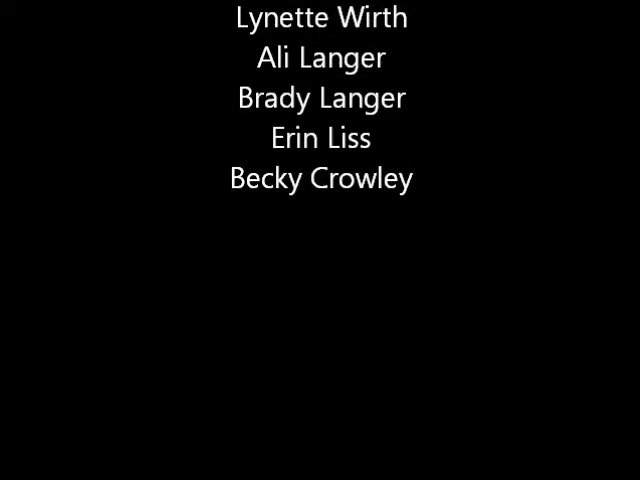 Lynette Wirth
Ali Langer
Brady Langer
Erin Liss
Becky Crowley